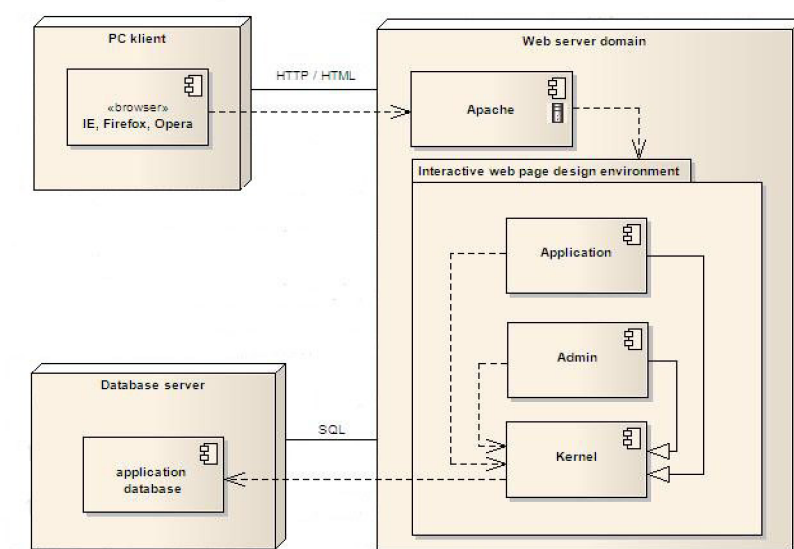 PC klient
Web server domain
HTTP / HTML
«browser»
IE, Firefox, Opera
Apache
Interactive web page design environment
Application
Admin
Database server
SQL
Kernel
application
database